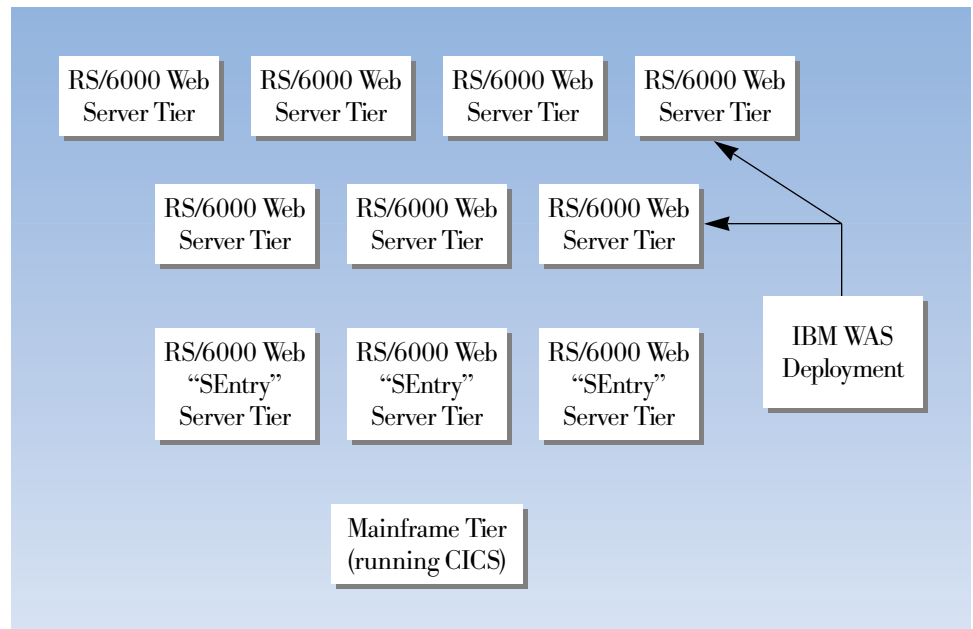 RS/6000 Web
Server Tier
RS/6000 Web
Server Tier
RS/6000 Web
Server Tier
RS/6000 Web
Server Tier
RS/6000 Web
Server Tier
RS/6000 Web
Server Tier
RS/6000 Web
Server Tier
IBM WAS
Deployment
RS/6000 Web
“SEntry”
Server Tier
RS/6000 Web
“SEntry”
Server Tier
RS/6000 Web
“SEntry”
Server Tier
Mainframe Tier
(running CICS)